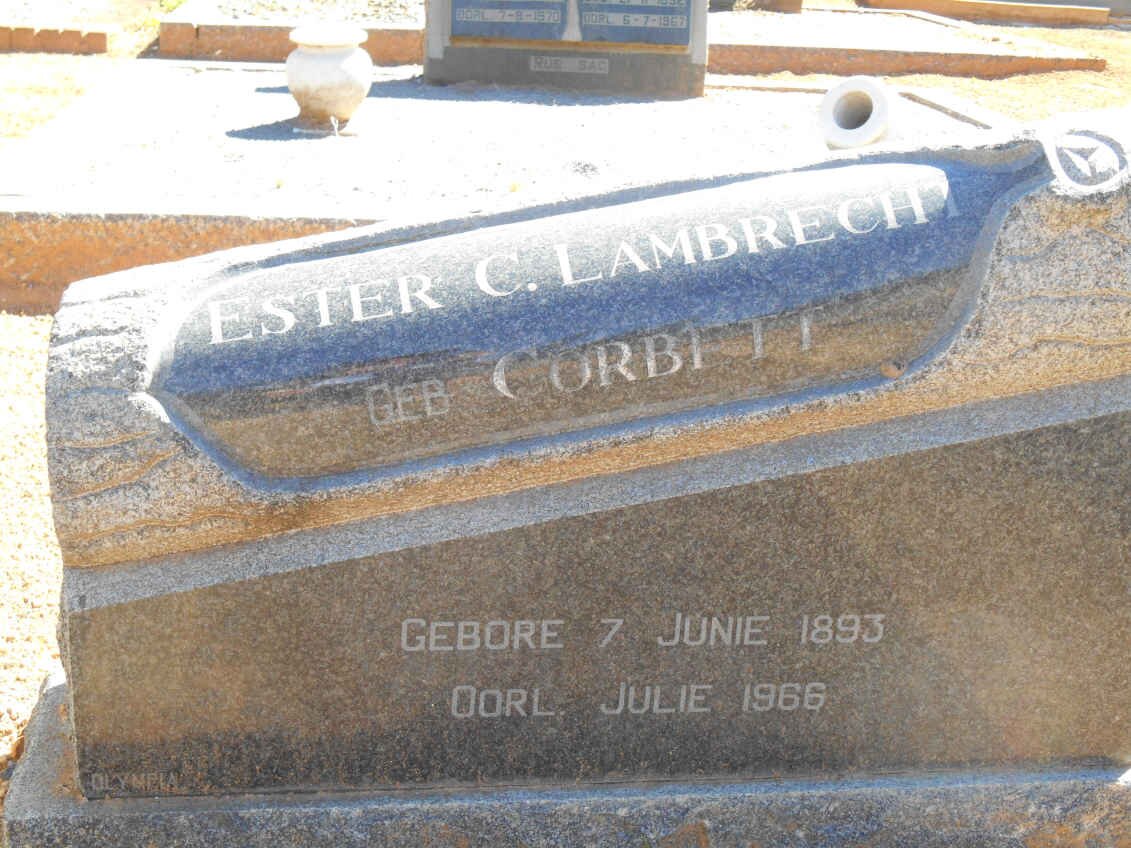 OORL. 7-8-1970
OORL 6-7-1967
RUS SAG
ESTER C. LAMBRECHT
GEB CORBETT
GEBORE 7 JUNIE 1893
OORL. JULIE 1966
OLYMPIA